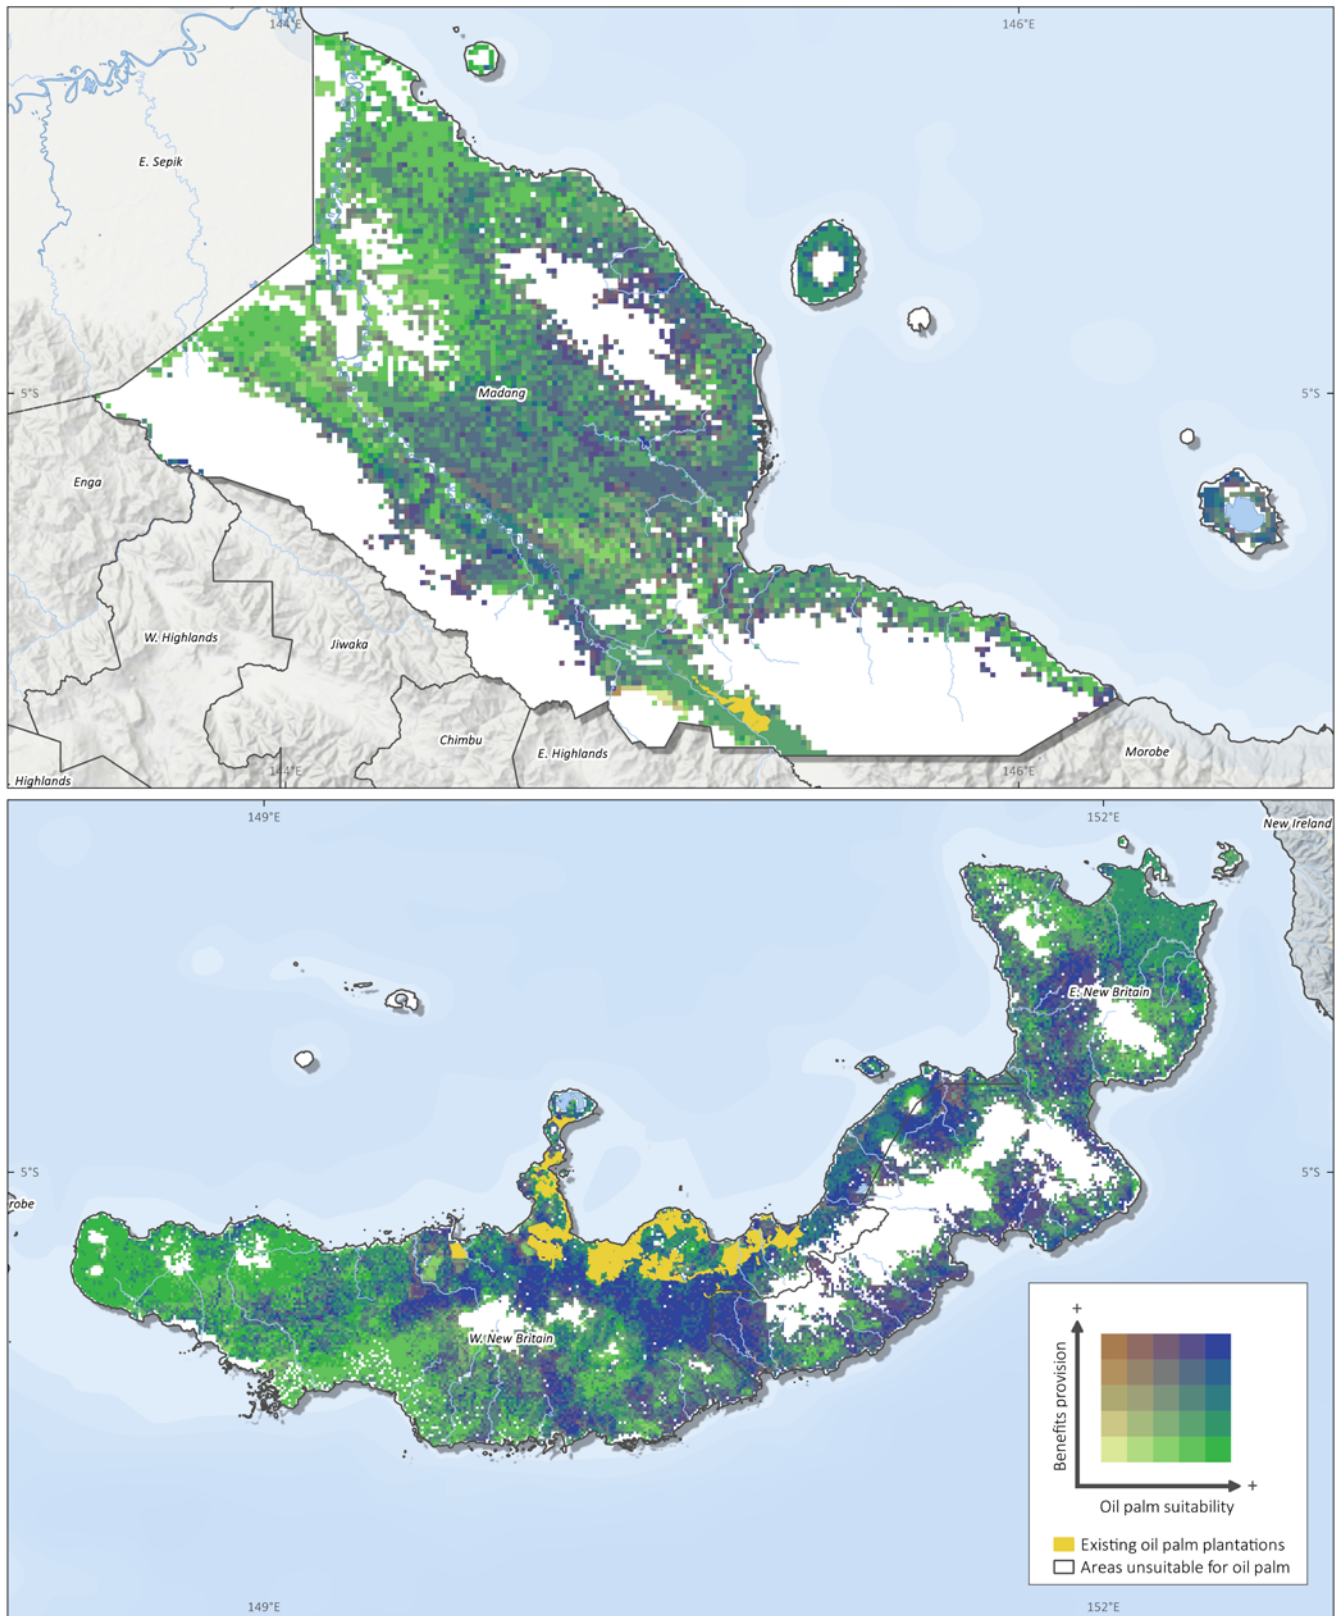 144°E
146°E
E. Sepik
5°S
Madang
5°S
Enga
W. Highlands
Jiwaka
Chimbu
E. Highlands
Morobe
. Highlands
144°E
146°E
149°E
152°E
New Ireland
E. New Britain
5°S
5°S
robe
W. New Britain
+
Benefits provision
+
Oil palm suitability
Existing oil palm plantations
Areas unsuitable for oil palm
149°E
152°E